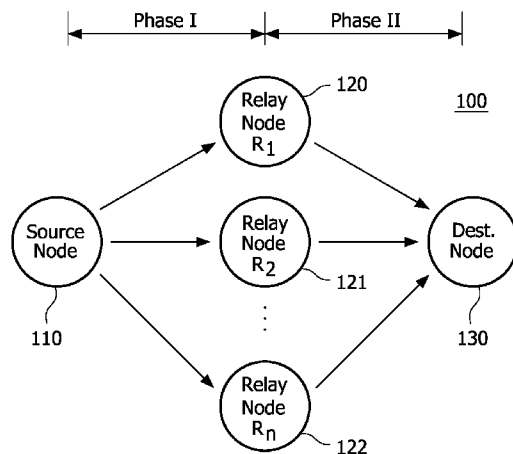 Phase I
Phase II
120
100
Relay
Node
R1
Source
Node
110
Relay
Node
R2
121
Dest.
Node
130
Relay
Node
Rn
122